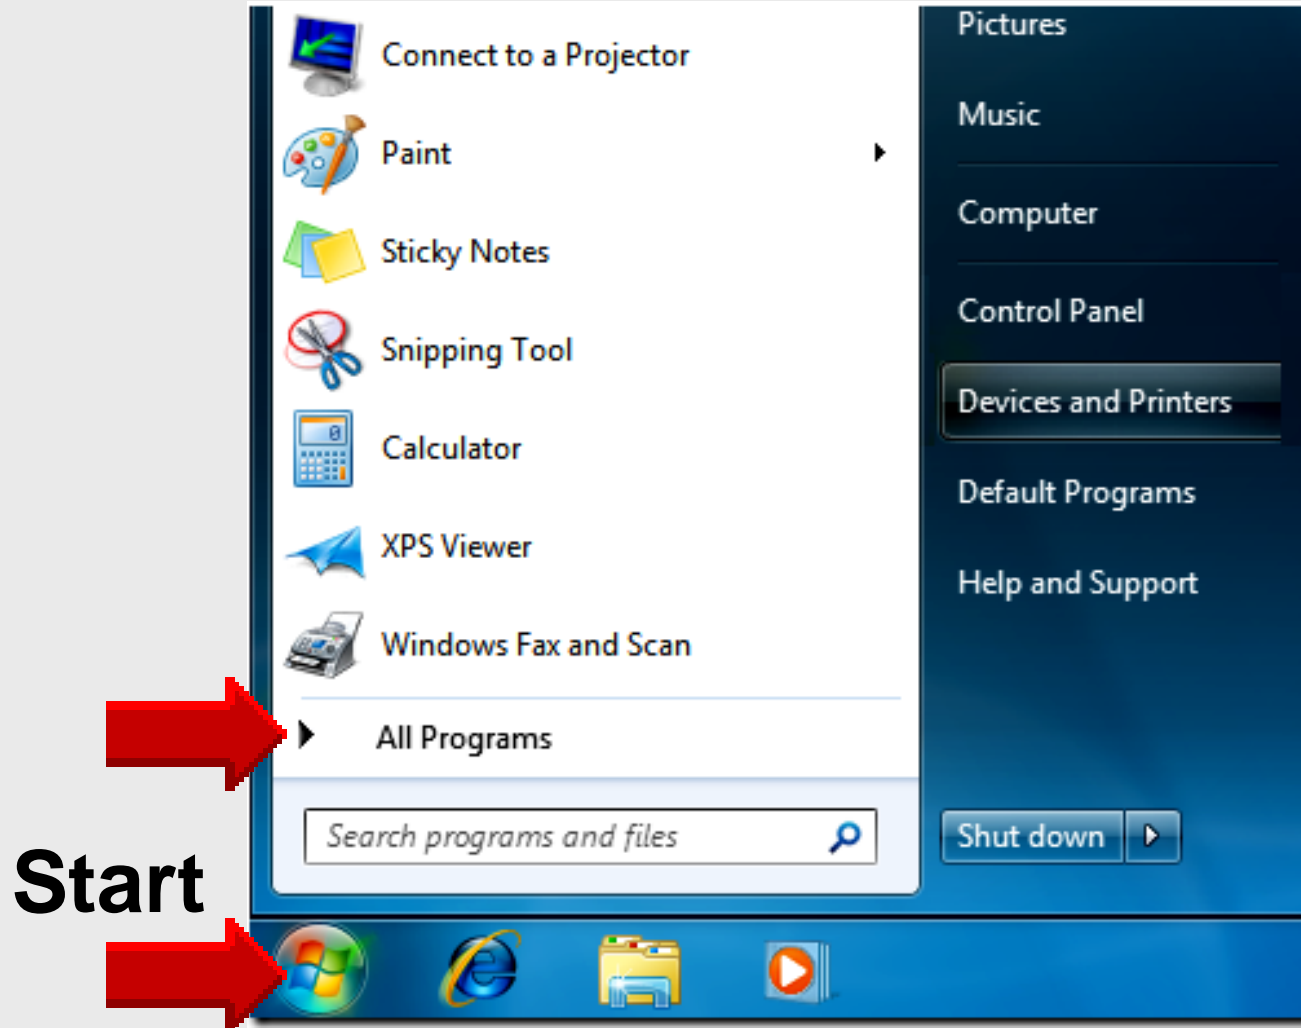 Connect to a Projector
Paint
Sticky Notes
Snipping Tool
Calculator
0
XPS Viewer
Windows Fax and Scan
All Programs
Search programs and files
Pictures
Music
Computer
Control Panel
Devices and Printers
Default Programs
Help and Support
Shut down
Start